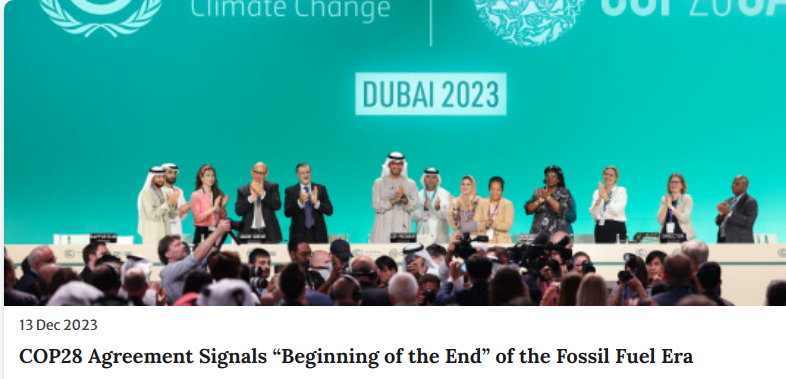 Climate Change
DUBAI 2023
13 Dec 2023
COP28 Agreement Signals “Beginning of the End” of the Fossil Fuel Era